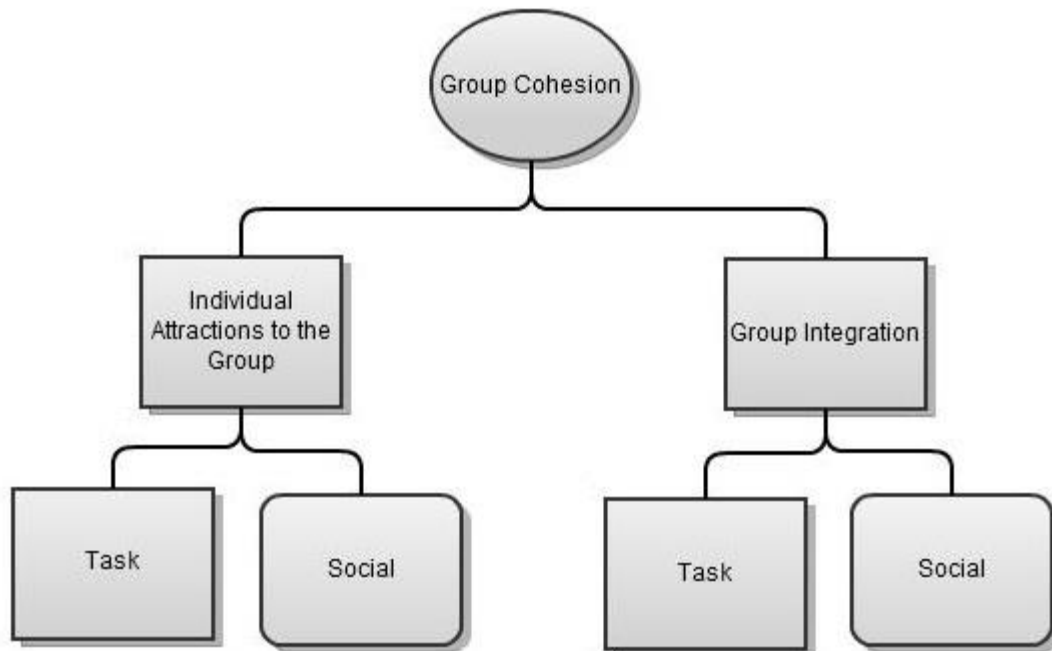 Group Cohesion
Individual
Attractions to the
Group
Group Integration
Task
Social
Task
Social